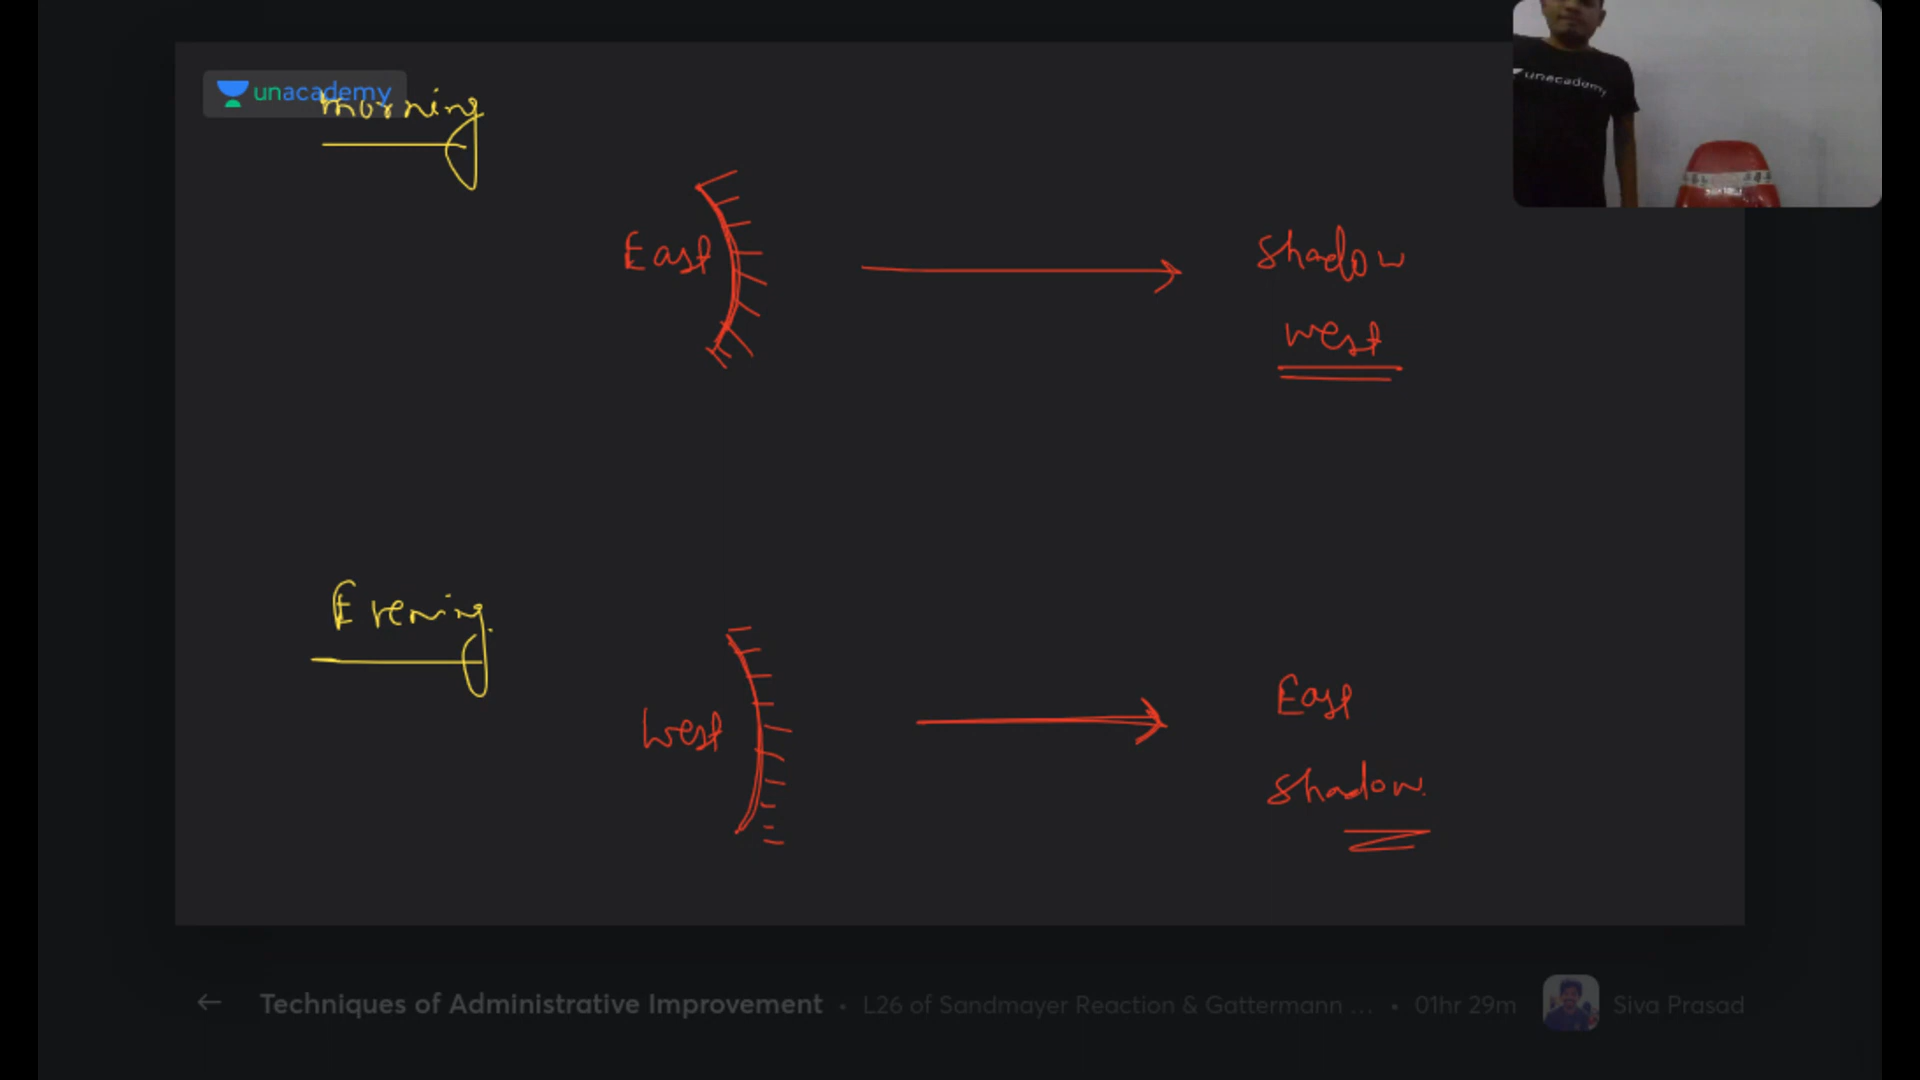 unacademy
morning
unacademy
East
Shadow
west
Evening
West
East
Shadow
Techniques of Administrative Improvement • L26 of Sandmayer Reaction & Gattermann ... • 01hr 29m Siva Prasad